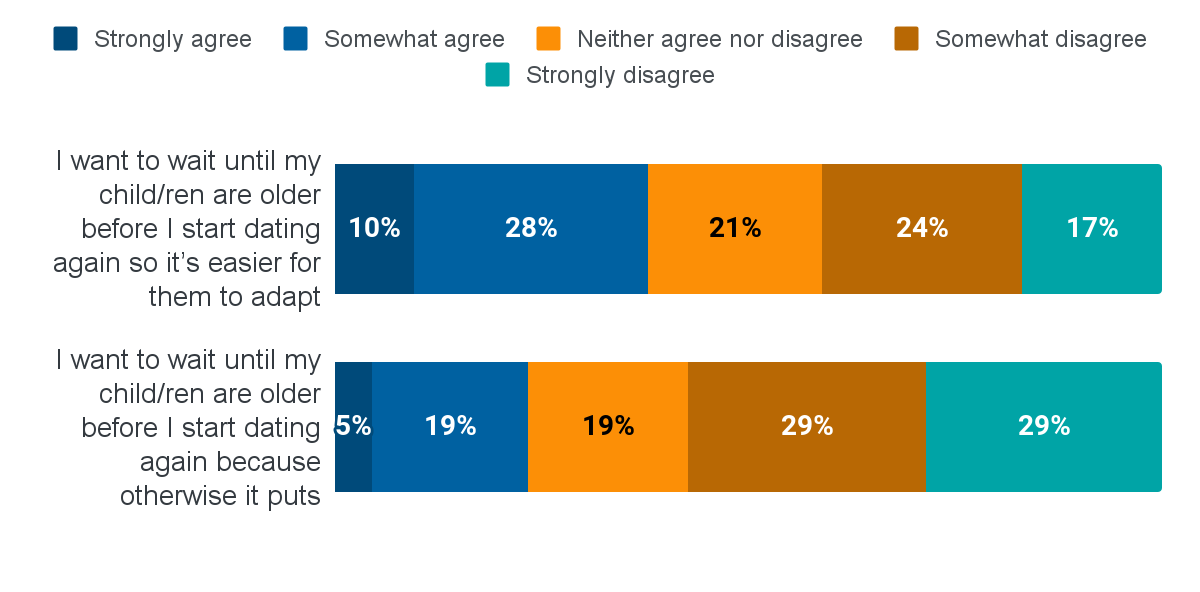 Strongly agree Somewhat agree Neither agree nor disagree Somewhat disagree
Strongly disagree
I want to wait until my
child/ren are older
before I start dating
again so it’s easier for
them to adapt
10% 28% 21% 24% 17%
I want to wait until my
child/ren are older
before I start dating
again because
otherwise it puts
5% 19% 19% 29% 29%